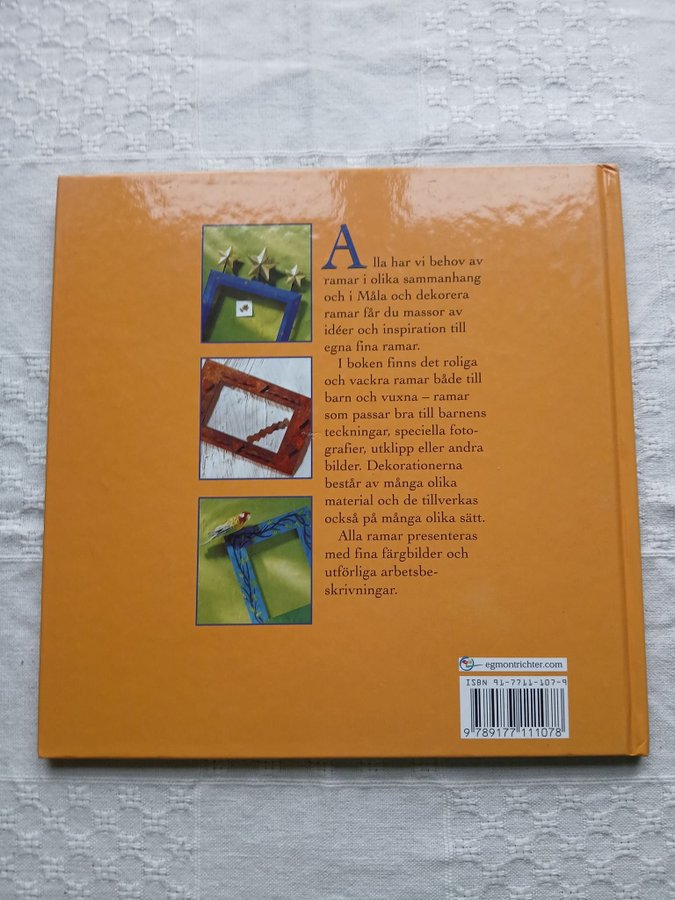 Alla har vi behov av
ramar i olika sammanhang
och i Måla och dekorera
ramar får du massor av
idéer och inspiration till
egna fina ramar.
I boken finns det roliga
och vackra ramar både till
barn och vuxna – ramar
som passar bra till barnens
teckningar, speciella foto-
grafier, utklipp eller andra
bilder. Dekorationerna
består av många olika
material och de tillverkas
också på många olika sätt.
Alla ramar presenteras
med fina färgbilder och
utförliga arbetsbe-
skrivningar.
egmontrichter.com
ISBN 91-7711-107-9
9 789177 111078